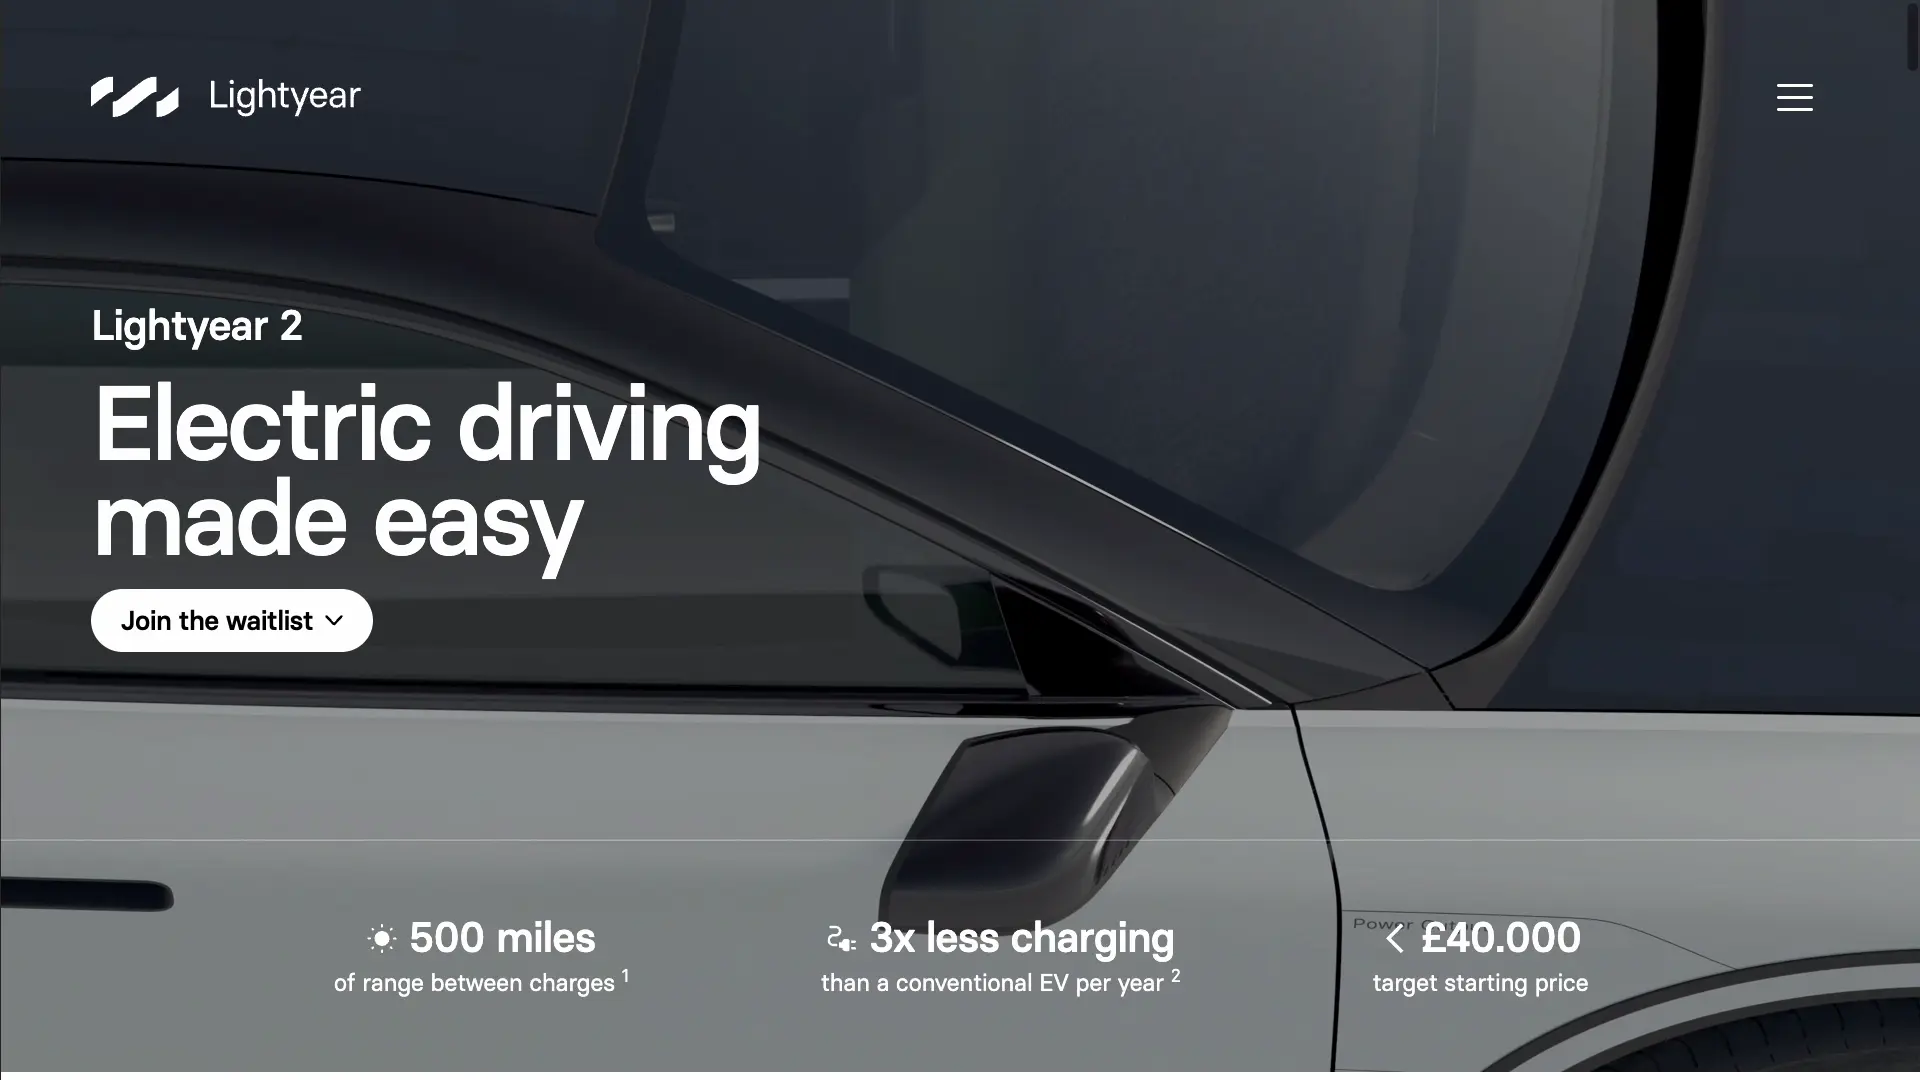 Lightyear
Lightyear 2
Electric driving
made easy
Join the waitlist
500 miles
of range between charges 1
3x less charging
than a conventional EV per year 2
Power
< £40.000
target starting price